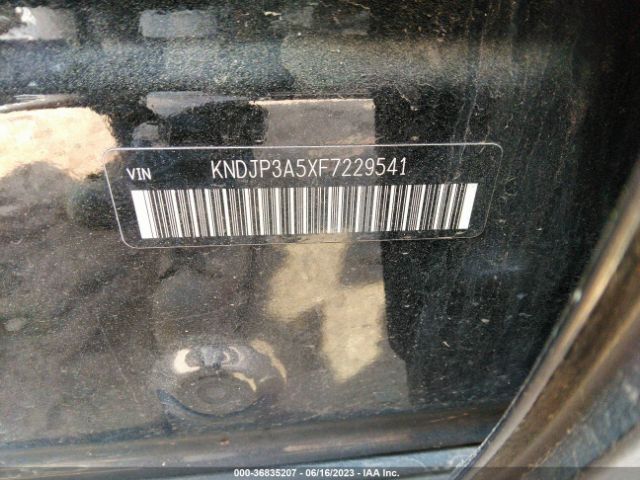 VIN KNDJP3A5XF7229541
000-36835207 - 06/16/2023 - IAA Inc.